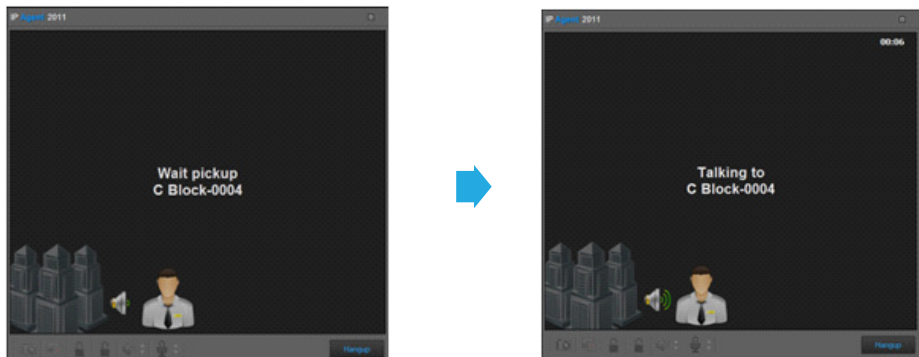 IP Agent 2011
Wait pickup
C Block-0004
Hangup
IP Agent 2011
00:06
Talking to
C Block-0004
Hangup